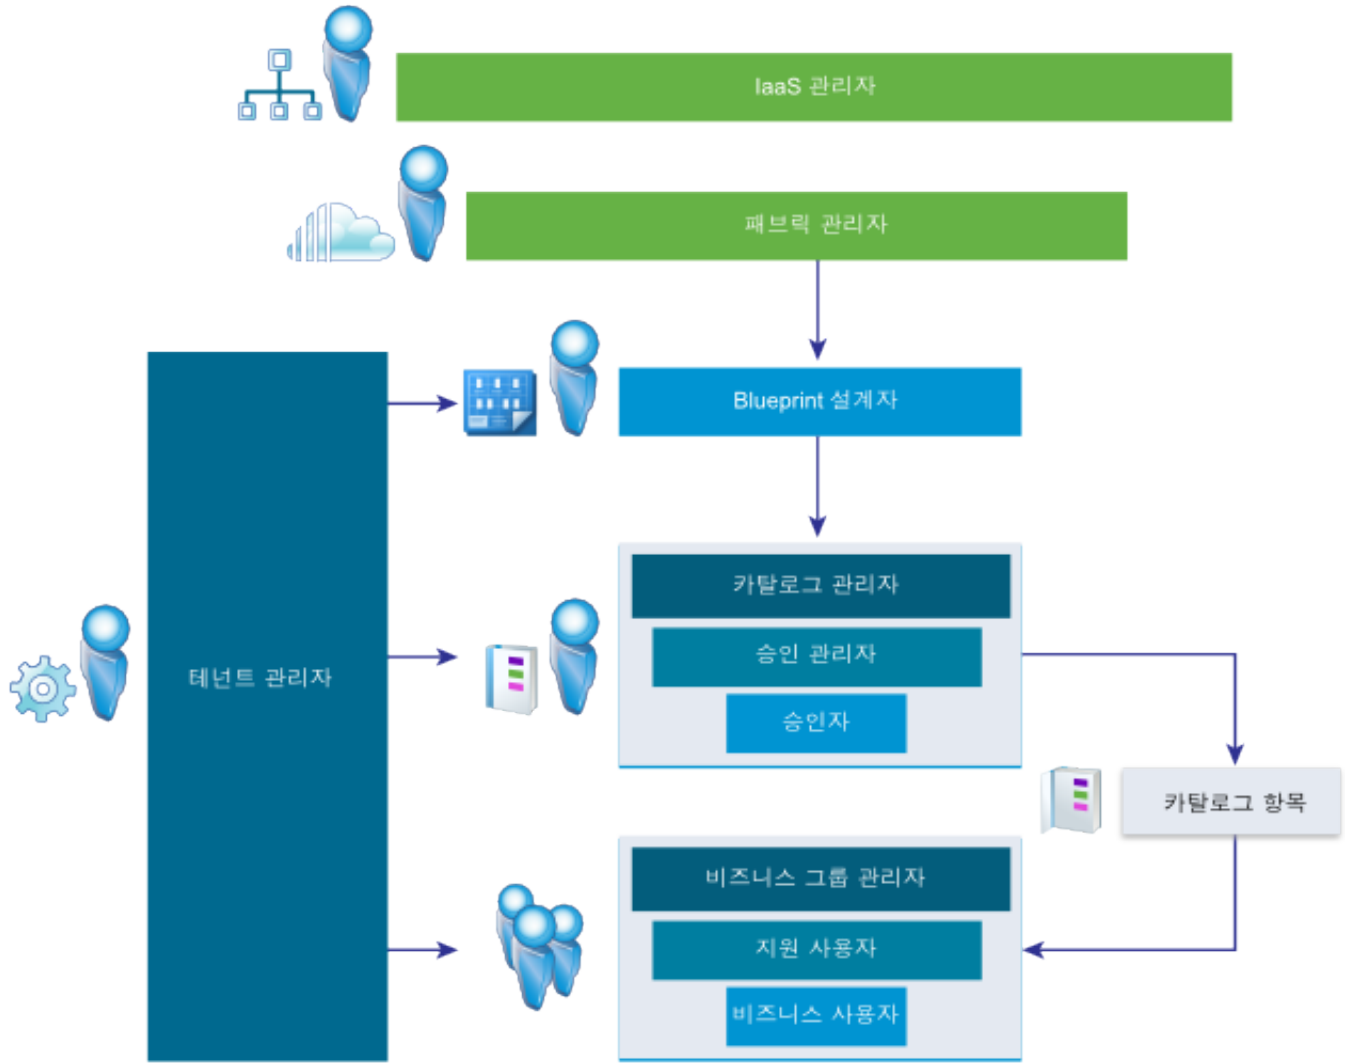 IaaS 관리자
패브릭 관리자
Blueprint 설계자
테넌트 관리자
카탈로그 관리자
승인 관리자
승인자
카탈로그 항목
비즈니스 그룹 관리자
지원 사용자
비즈니스 사용자